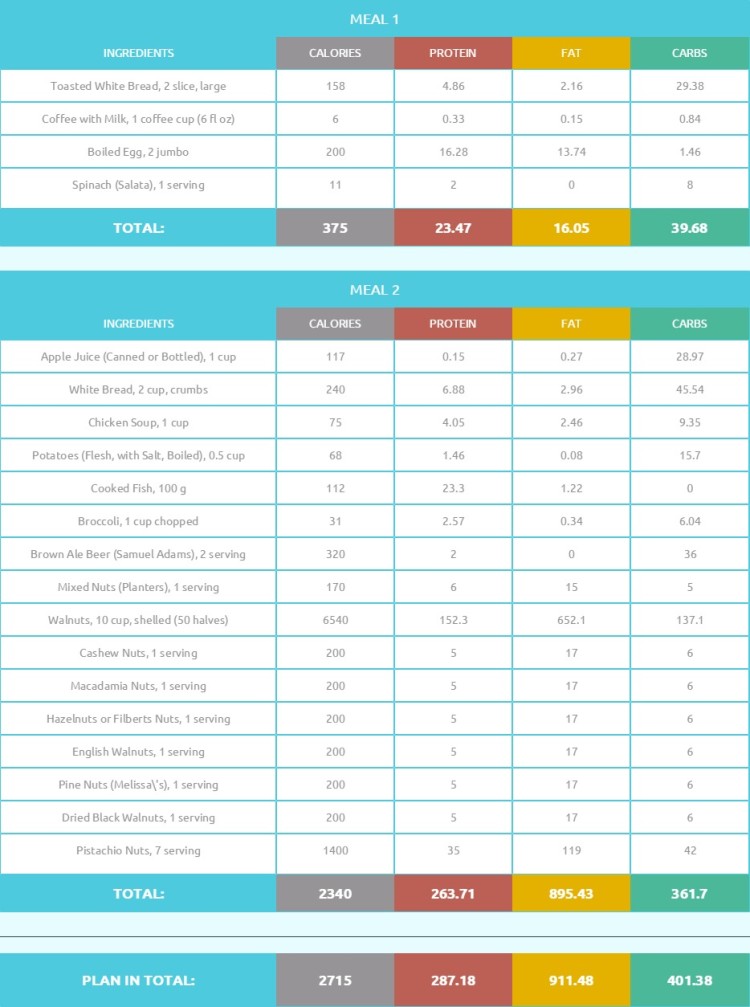 MEAL 1
INGREDIENTS CALORIES PROTEIN FAT CARBS
Toasted White Bread, 2 slice, large 158 4.86 2.16 29.38
Coffee with Milk, 1 coffee cup (6 fl oz) 6 0.33 0.15 0.84
Boiled Egg, 2 jumbo 200 16.28 13.74 1.46
Spinach (Salata), 1 serving 11 2 0 8
TOTAL: 375 23.47 16.05 39.68
MEAL 2
INGREDIENTS CALORIES PROTEIN FAT CARBS
Apple Juice (Canned or Bottled), 1 cup 117 0.15 0.27 28.97
White Bread, 2 cup, crumbs 240 6.88 2.96 45.54
Chicken Soup, 1 cup 75 4.05 2.46 9.35
Potatoes (Flesh, with Salt, Boiled), 0.5 cup 68 1.46 0.08 15.7
Cooked Fish, 100 g 112 23.3 1.22 0
Broccoli, 1 cup chopped 31 2.57 0.34 6.04
Brown Ale Beer (Samuel Adams), 2 serving 320 2 0 36
Mixed Nuts (Planters), 1 serving 170 6 15 5
Walnuts, 10 cup, shelled (50 halves) 6540 152.3 652.1 137.1
Cashew Nuts, 1 serving 200 5 17 6
Macadamia Nuts, 1 serving 200 5 17 6
Hazelnuts or Filberts Nuts, 1 serving 200 5 17 6
English Walnuts, 1 serving 200 5 17 6
Pine Nuts (Melissa\'s), 1 serving 200 5 17 6
Dried Black Walnuts, 1 serving 200 5 17 6
Pistachio Nuts, 7 serving 1400 35 119 42
TOTAL: 2340 263.71 895.43 361.7
PLAN IN TOTAL: 2715 287.18 911.48 401.38